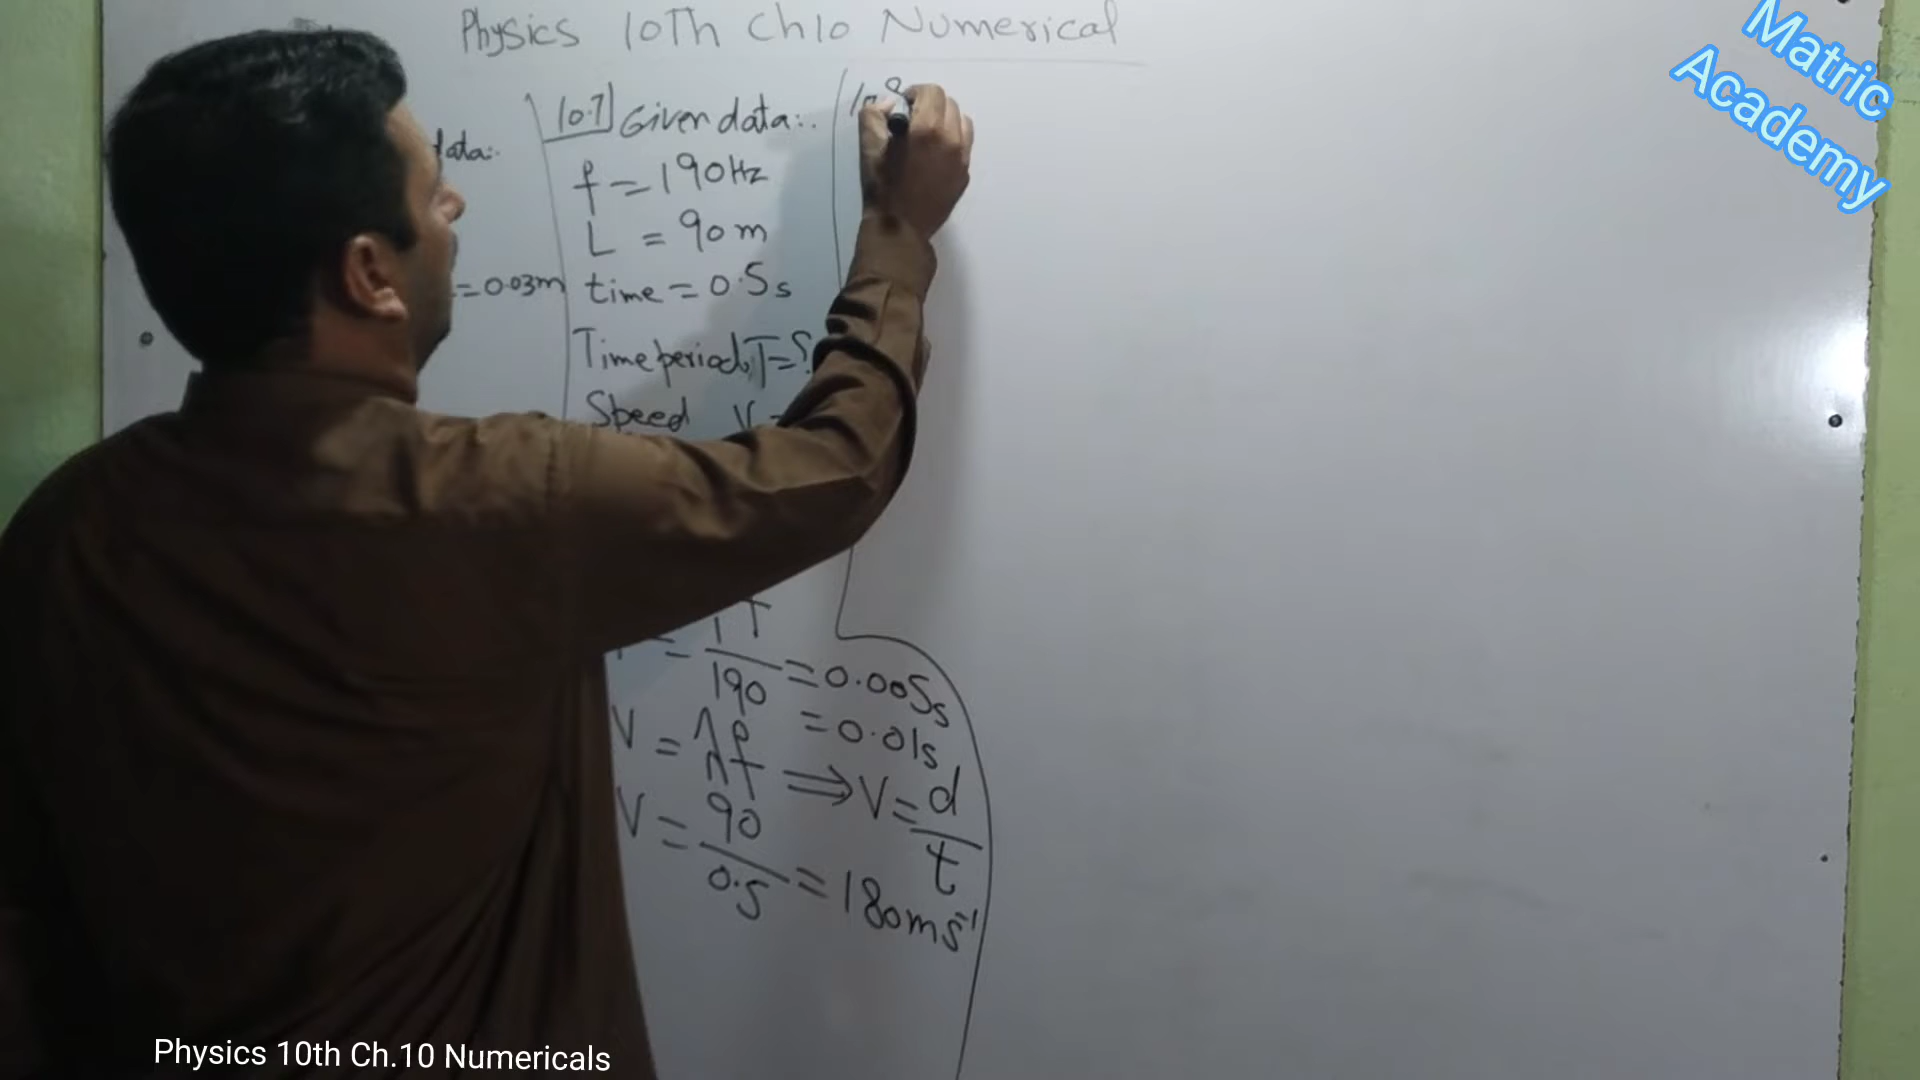 Physics 10Th Ch10 Numerical
Matric
Academy
data:.
=0.03m
10.7] Given data:.
f = 190Hz
L = 90 m
time = 0.5s
Time period, T = ?
Speed V =
= 1
190
= 0.005s
= 0.01s
V = λf
⇒ V = d
t
V = 90
0.5
= 180ms⁻¹
Physics 10th Ch.10 Numericals